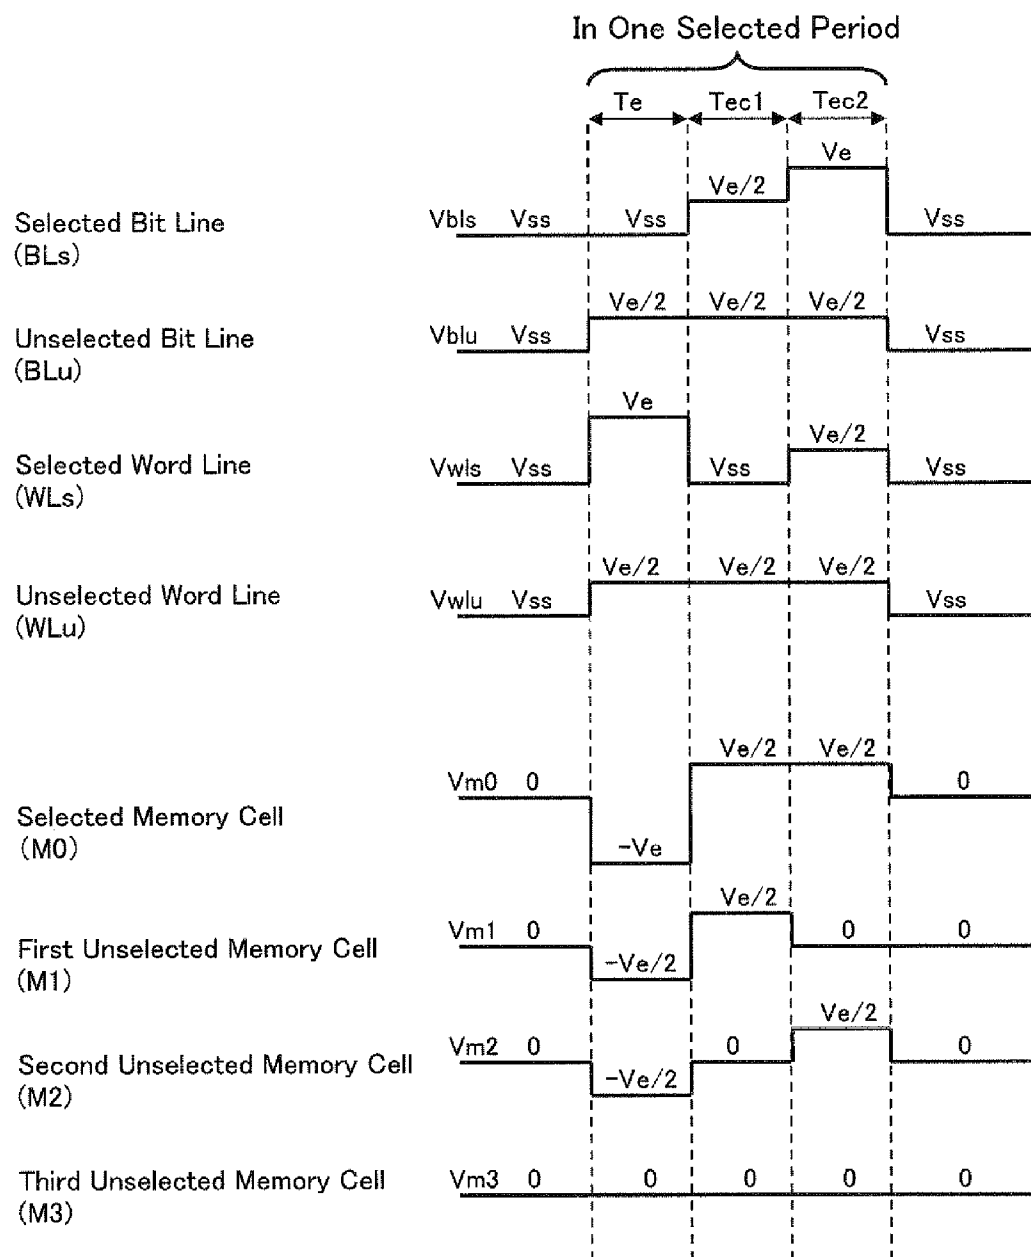 In One Selected Period
Te Tec1 Tec2
Ve
Ve/2
Selected Bit Line
(BLs)
Vbls Vss Vss Vss
Ve/2 Ve/2 Ve/2
Unselected Bit Line
(BLu)
Vblu Vss Vss
Ve
Ve/2
Selected Word Line
(WLs)
Vwls Vss Vss Vss
Ve/2 Ve/2 Ve/2
Unselected Word Line
(WLu)
Vwlu Vss Vss
Ve/2 Ve/2
Vm0 0 0
Selected Memory Cell
(M0)
-Ve
Ve/2
Vm1 0 0 0
First Unselected Memory Cell
(M1)
-Ve/2
Ve/2
Vm2 0 0 0
Second Unselected Memory Cell
(M2)
-Ve/2
Third Unselected Memory Cell
(M3)
Vm3 0 0 0 0 0